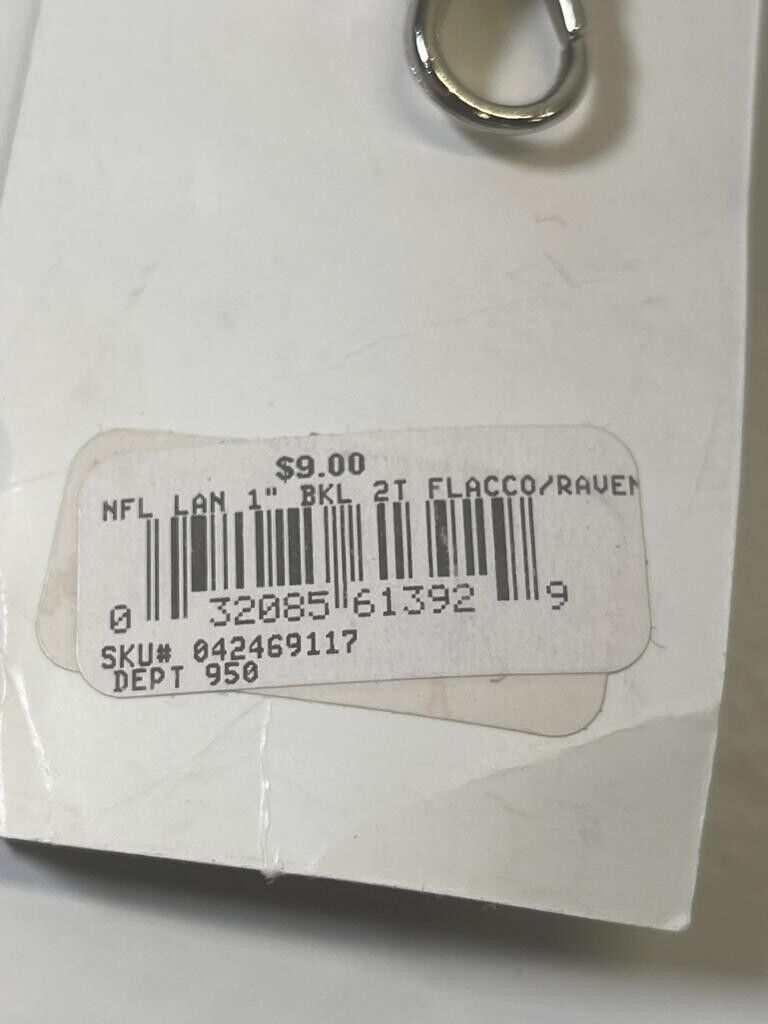 $9.00
NFL LAN 1" BKL 2T FLACCO/RAVEN
0 32085 61392 9
SKU# 042469117
DEPT 950